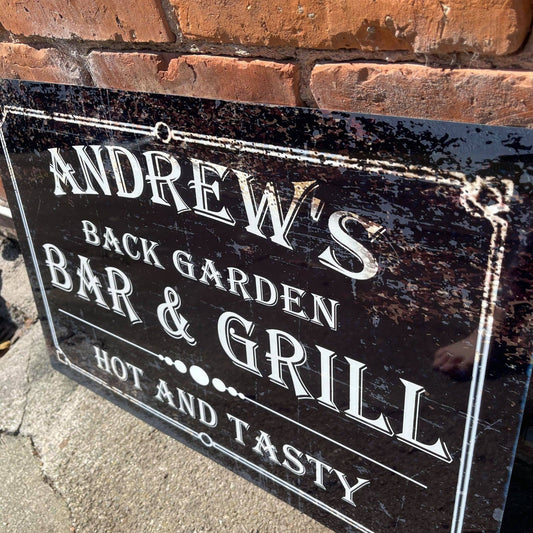 ANDREW'S
BACK GARDEN
BAR & GRILL
HOT AND TASTY